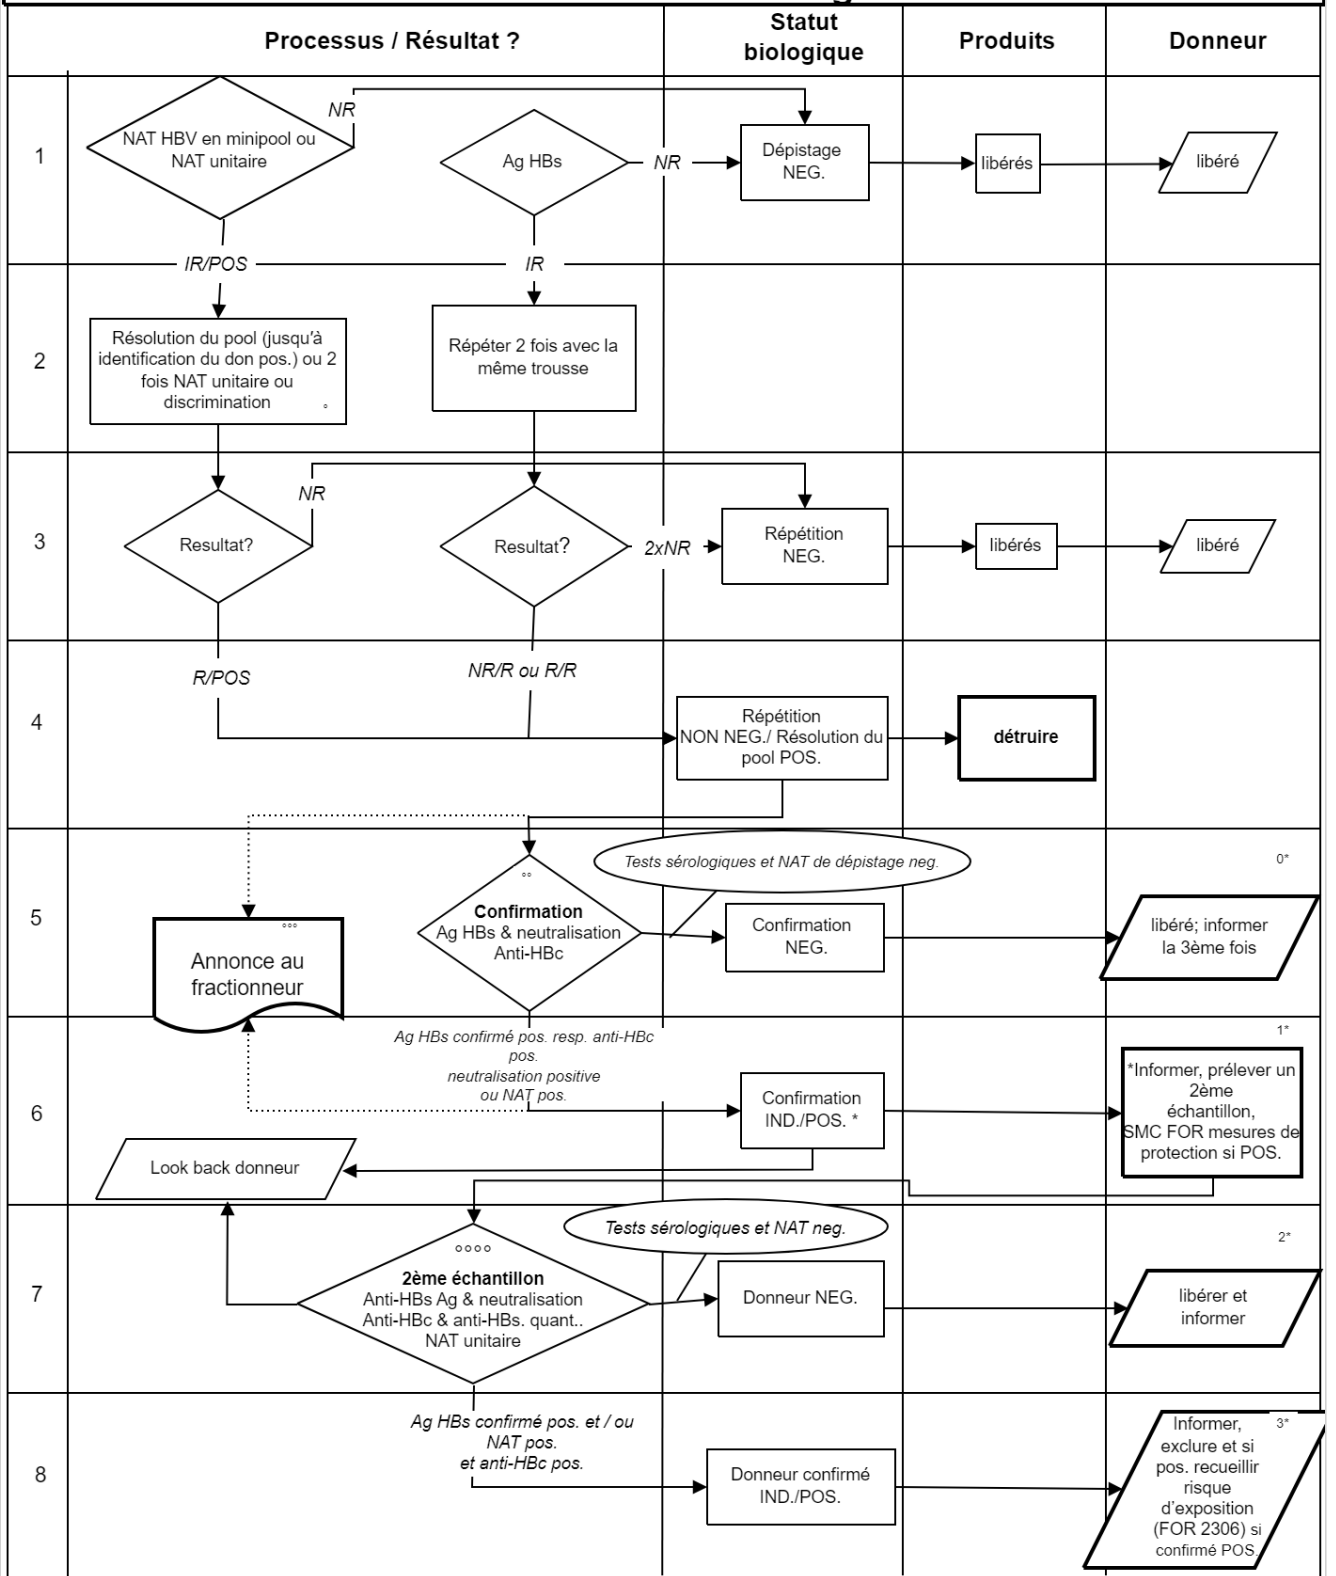 Processus / Résultat ?
Statut
biologique
Produits
Donneur
1
NAT HBV en minipool ou
NAT unitaire
NR
Ag HBs
NR
Dépistage
NEG.
libérés
libéré
IR/POS
IR
2
Résolution du pool (jusqu'à
identification du don pos.) ou 2
fois NAT unitaire ou
discrimination °
Répéter 2 fois avec la
même trousse
3
Resultat?
NR
Resultat?
2xNR
Répétition
NEG.
libérés
libéré
4
R/POS
NR/R ou R/R
Répétition
NON NEG./ Résolution du
pool POS.
détruire
5
°°°
Annonce au
fractionneur
°°
Confirmation
Ag HBs & neutralisation
Anti-HBc
Tests sérologiques et NAT de dépistage neg.
Confirmation
NEG.
0*
libéré; informer
la 3ème fois
6
Ag HBs confirmé pos. resp. anti-HBc
pos.
neutralisation positive
ou NAT pos.
Confirmation
IND./POS. *
1*
*Informer, prélever un
2ème
échantillon,
SMC FOR mesures de
protection si POS.
Look back donneur
7
°°°°
2ème échantillon
Anti-HBs Ag & neutralisation
Anti-HBc & anti-HBs. quant..
NAT unitaire
Tests sérologiques et NAT neg.
Donneur NEG.
2*
libérer et
informer
8
Ag HBs confirmé pos. et / ou
NAT pos.
et anti-HBc pos.
Donneur confirmé
IND./POS.
3*
Informer,
exclure et si
pos. recueillir
risque
d'exposition
(FOR 2306) si
confirmé POS.